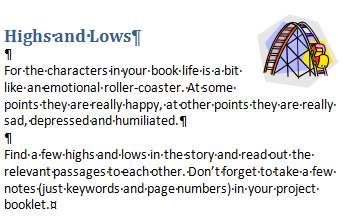 Highs and Lows¶
¶
For the characters in your book life is a bit
like an emotional roller-coaster. At some
points they are really happy, at other points they are really
sad, depressed and humiliated.¶
¶
Find a few highs and lows in the story and read out the
relevant passages to each other. Don't forget to take a few
notes (just keywords and page numbers) in your project
booklet.¤